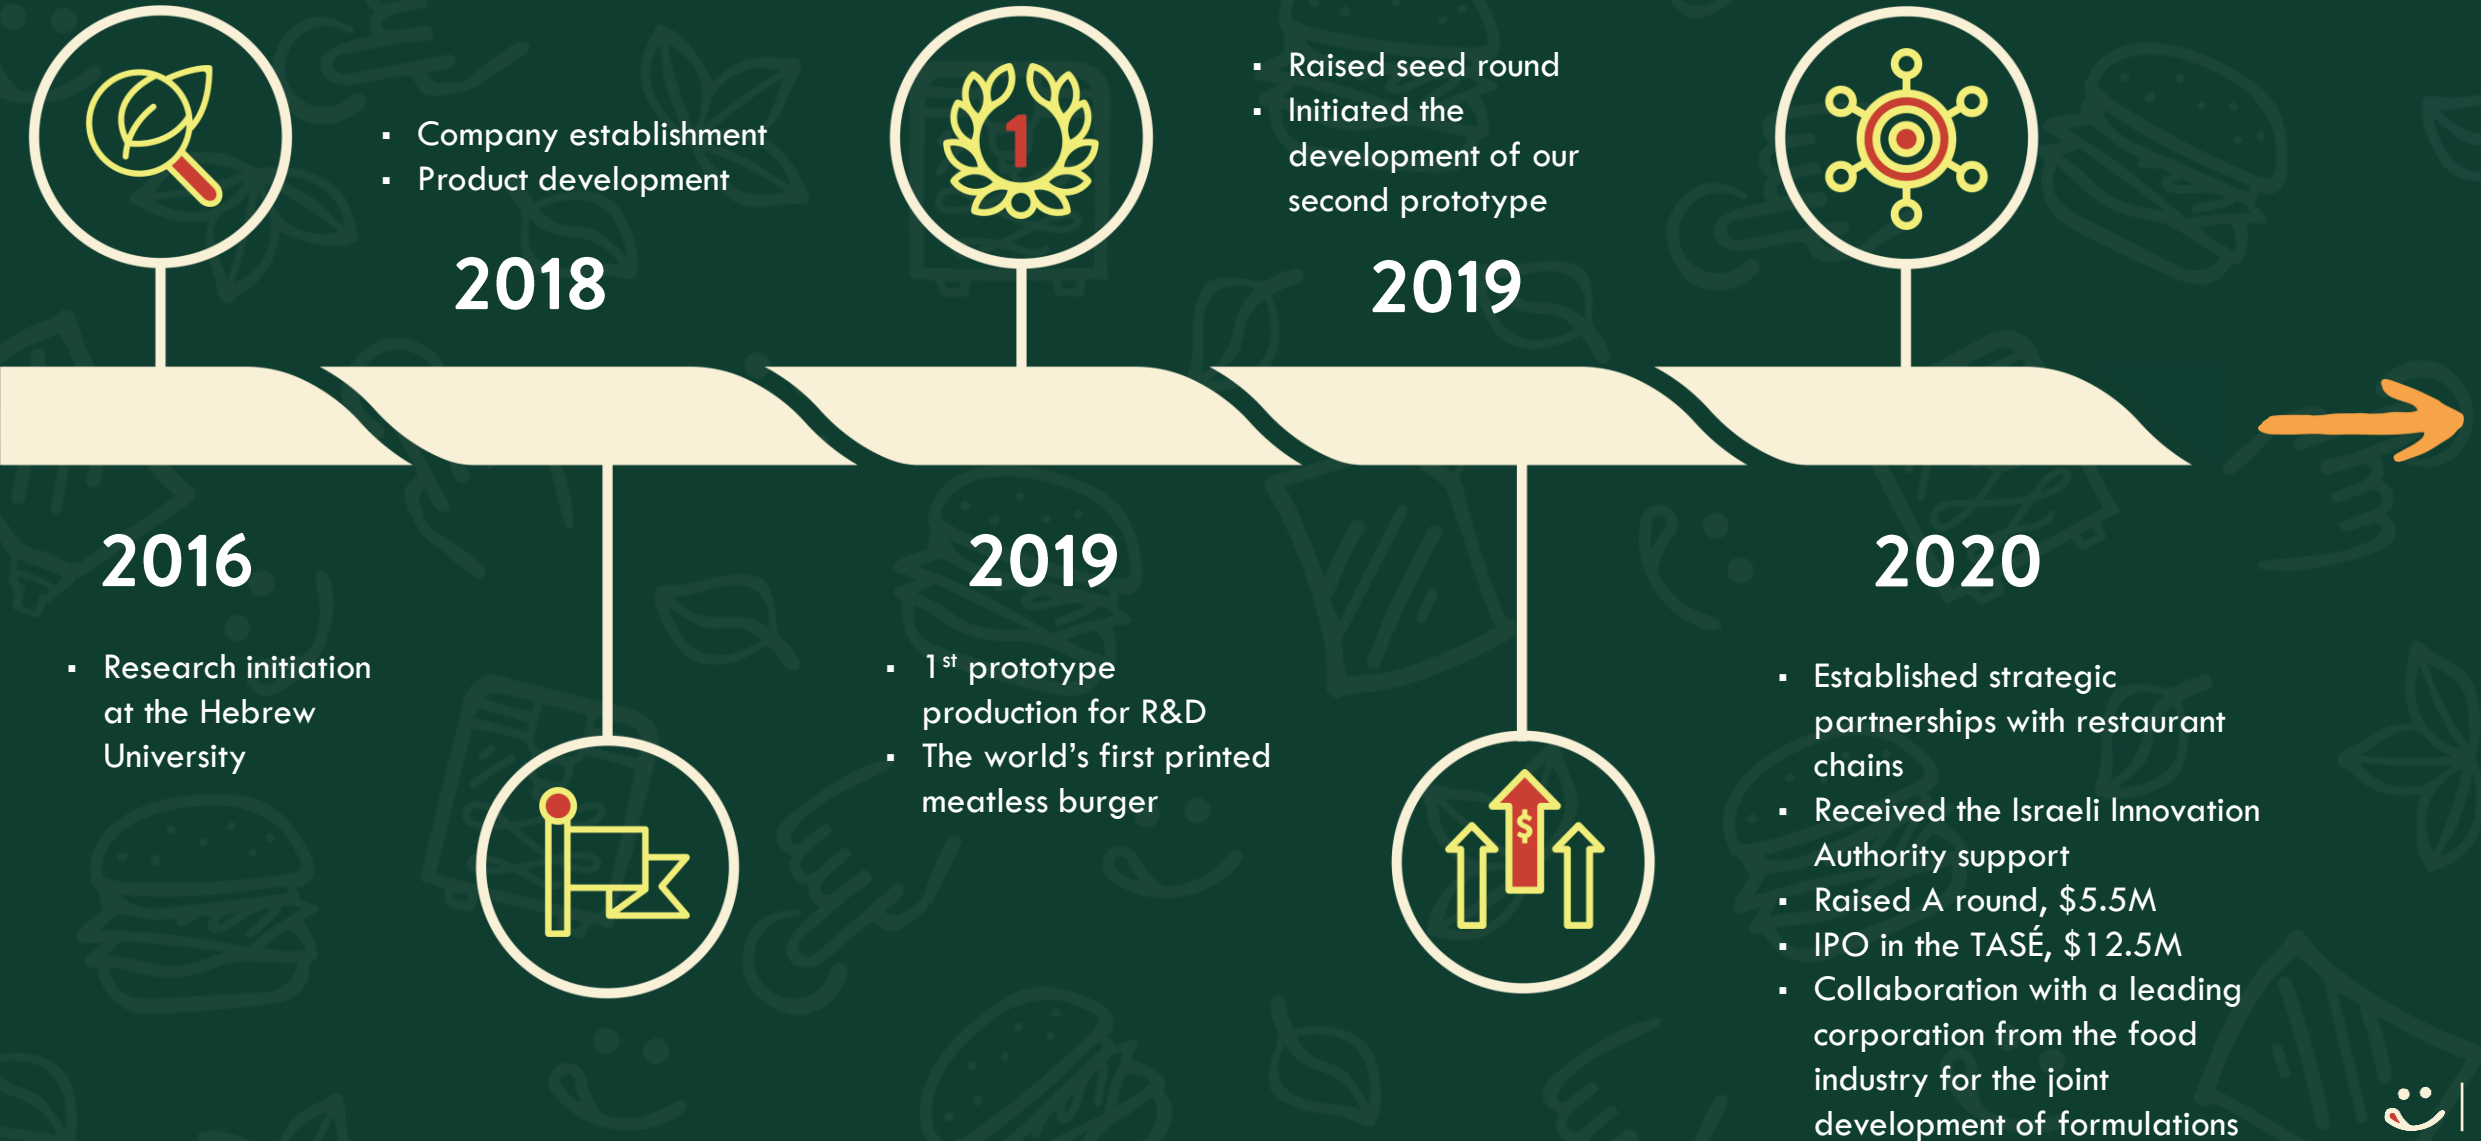 ▪ Company establishment
▪ Product development
2018
▪ Raised seed round
▪ Initiated the
development of our
second prototype
2019
1
2016
▪ Research initiation
at the Hebrew
University
2019
▪ 1st prototype
production for R&D
▪ The world's first printed
meatless burger
$
2020
▪ Established strategic
partnerships with restaurant
chains
▪ Received the Israeli Innovation
Authority support
▪ Raised A round, $5.5M
▪ IPO in the TASÉ, $12.5M
▪ Collaboration with a leading
corporation from the food
industry for the joint
development of formulations